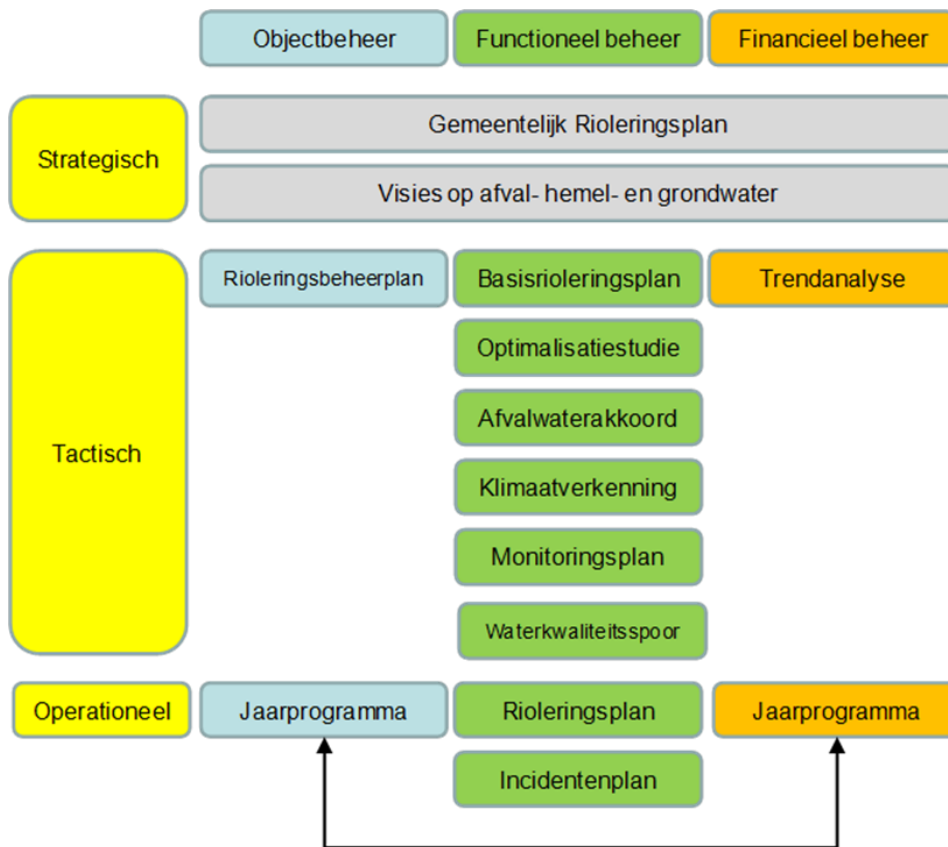 Objectbeheer
Functioneel beheer
Financieel beheer
Strategisch
Gemeentelijk Rioleringsplan
Visies op afval- hemel- en grondwater
Tactisch
Rioleringsbeheerplan
Basisrioleringsplan
Trendanalyse
Optimalisatiestudie
Afvalwaterakkoord
Klimaatverkenning
Monitoringsplan
Waterkwaliteitsspoor
Operationeel
Jaarprogramma
Rioleringsplan
Jaarprogramma
Incidentenplan